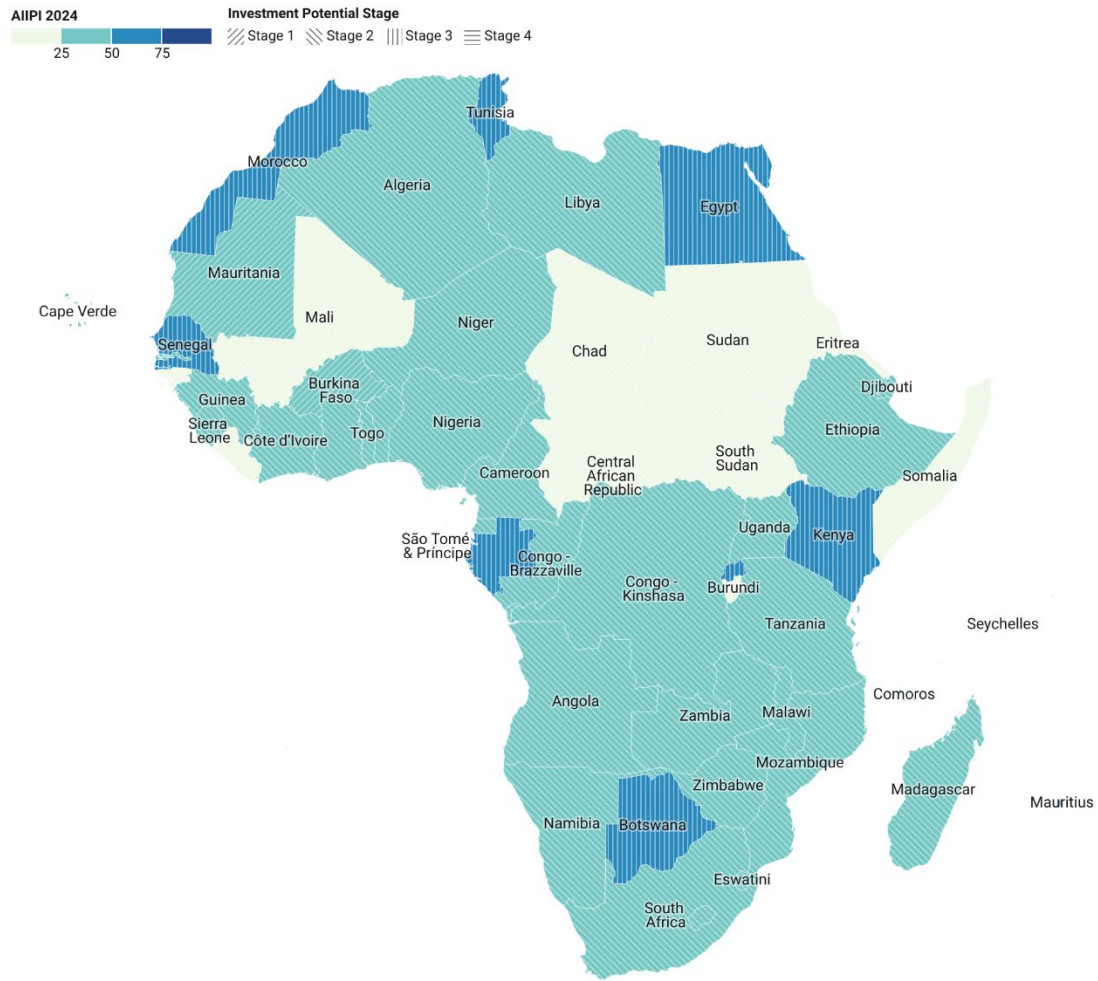 AIIPI 2024
25 50 75
Investment Potential Stage
Stage 1 Stage 2 Stage 3 Stage 4
Tunisia
Morocco
Algeria
Libya
Egypt
Mauritania
Cape Verde
Mali
Niger
Chad
Sudan
Eritrea
Senegal
Djibouti
Burkina
Faso
Guinea
Sierra
Leone
Côte d'Ivoire
Togo
Nigeria
Ethiopia
Cameroon
Central
African
Republic
South
Sudan
Somalia
São Tomé
& Príncipe
Congo -
Brazzaville
Uganda
Kenya
Congo -
Kinshasa
Burundi
Tanzania
Seychelles
Angola
Zambia
Malawi
Comoros
Mozambique
Zimbabwe
Madagascar
Mauritius
Namibia
Botswana
Eswatini
South
Africa